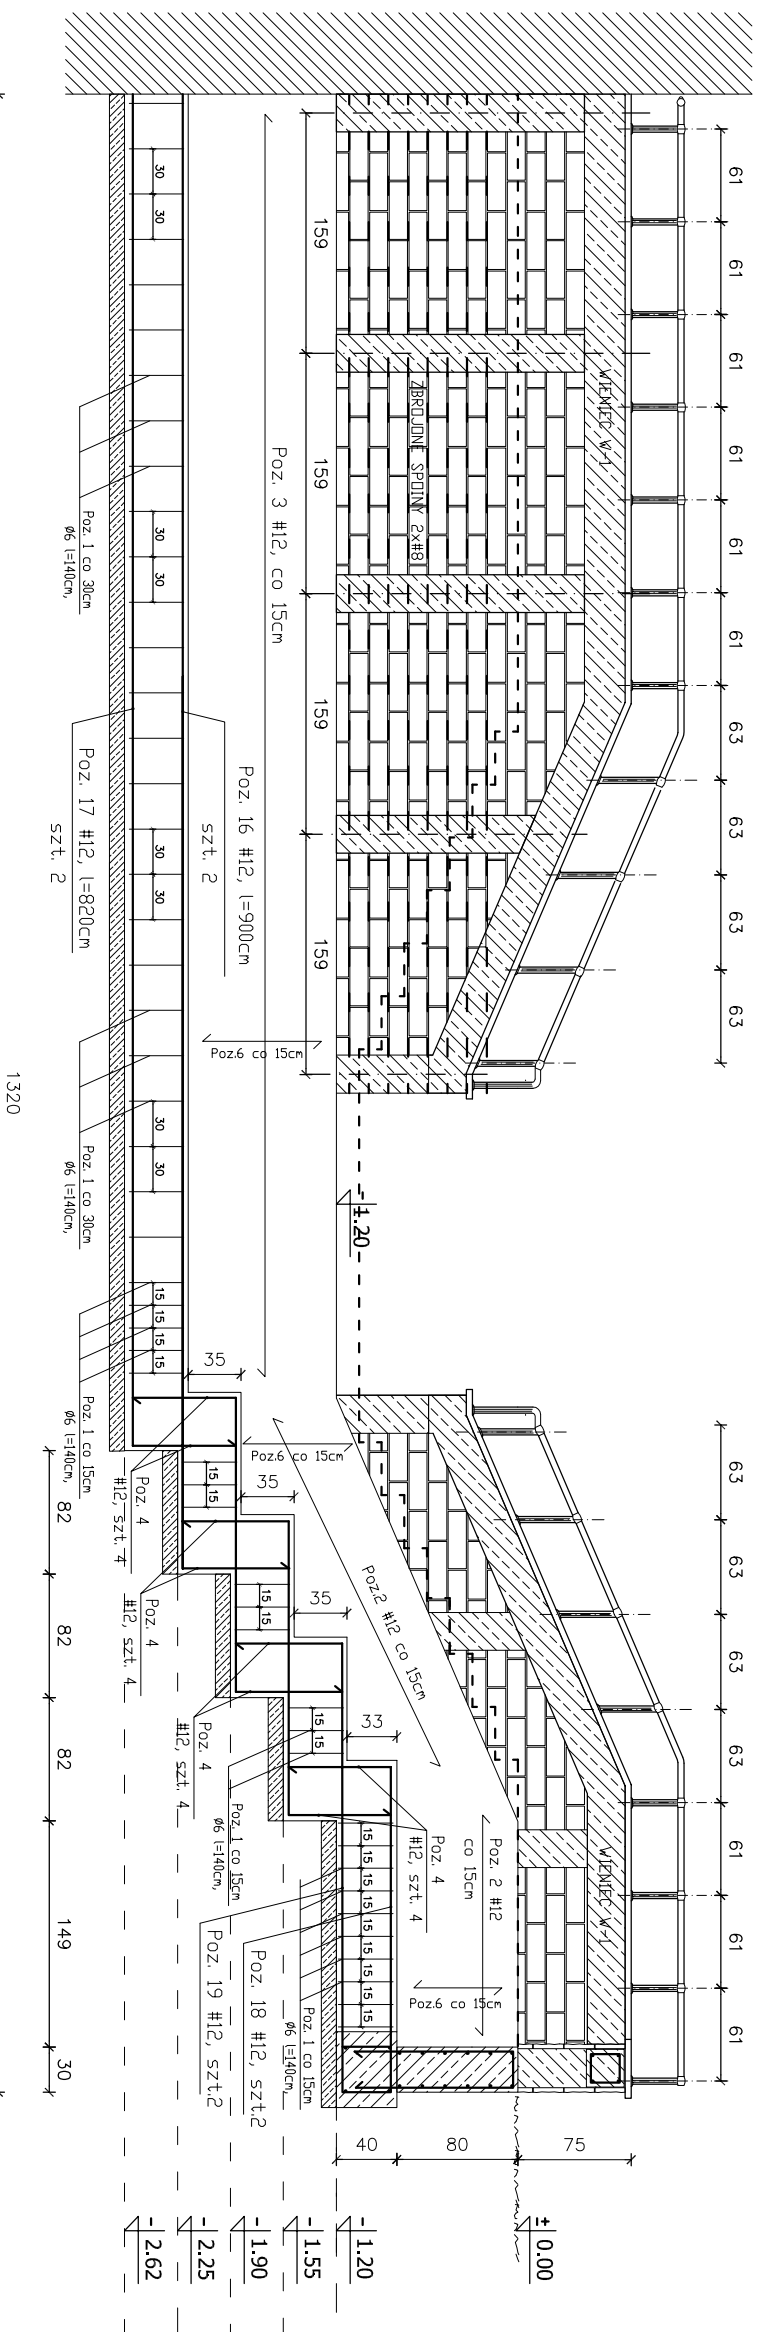 61
61
61
61
61
61
63
63
63
63
63
63
63
63
61
61
61
WIENIEC W-1
WIENIEC W-1
ZBROJONE SPOINY 2x#8
159
159
159
159
Poz. 3 #12, co 15cm
Poz.6 co 15cm
-1.20
Poz.6 co 15cm
Poz.2 #12 co 15cm
Poz. 2 #12
co 15cm
Poz.6 co 15cm
40
80
75
± 0.00
Poz. 16 #12, l=900cm
szt. 2
Poz. 17 #12, l=820cm
szt. 2
30
30
30
30
30
30
30
30
15
15
15
15
Poz. 1 co 30cm
Ø6 l=140cm,
Poz. 1 co 30cm
Ø6 l=140cm,
Poz. 1 co 15cm
Ø6 l=140cm,
35
35
35
33
15
15
15
15
15
15
Poz. 4
#12, szt. 4
Poz. 4
#12, szt. 4
Poz. 4
#12, szt. 4
Poz. 4
#12, szt. 4
Poz. 1 co 15cm
Ø6 l=140cm,
15
15
15
15
15
15
15
15
15
Poz. 1 co 15cm
Ø6 l=140cm,
Poz. 18 #12, szt.2
Poz. 19 #12, szt.2
82
82
82
149
30
1320
- 1.20
- 1.55
- 1.90
- 2.25
- 2.62